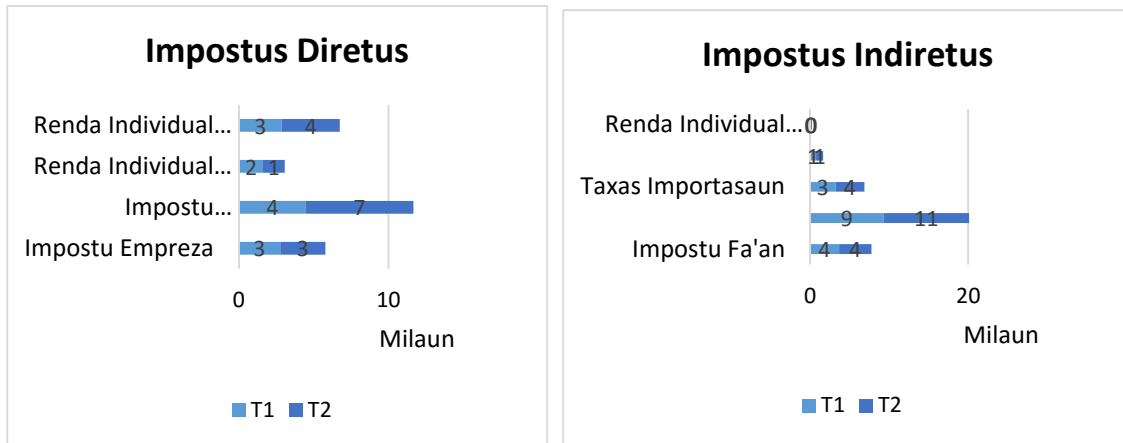 Impostus Diretus
Renda Individual...
3 4
Renda Individual...
2 1
Impostu...
4 7
Impostu Empreza
3 3
0 10
Milaun
T1 T2
Impostus Indiretus
Renda Individual...
0
1 1
Taxas Importasaun
3 4
9 11
Impostu Fa'an
4 4
0 20
Milaun
T1 T2